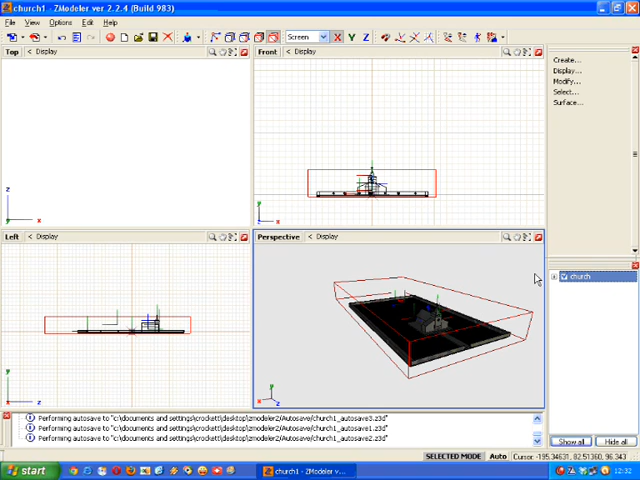 church1 - ZModeler ver 2.2.4 (Build 983)
File View Options Edit Help
Screen X Y Z
Top < Display
Front < Display
Create...
Display...
Modify...
Select...
Surface...
z
y x
y
z x
Left < Display
Perspective < Display
church
y
x z
y
x z
Performing autosave to "c:\documents and settings\crockett\desktop\zmodeler2\Autosave\church1_autosave3.z3d"
Performing autosave to "c:\documents and settings\crockett\desktop\zmodeler2\Autosave\church1_autosave1.z3d"
Performing autosave to "c:\documents and settings\crockett\desktop\zmodeler2\Autosave\church1_autosave2.z3d"
Show all Hide all
SELECTED MODE Auto Cursor: -195.34631, 82.51360, 96.343
start church1 - ZModeler v... 12:32